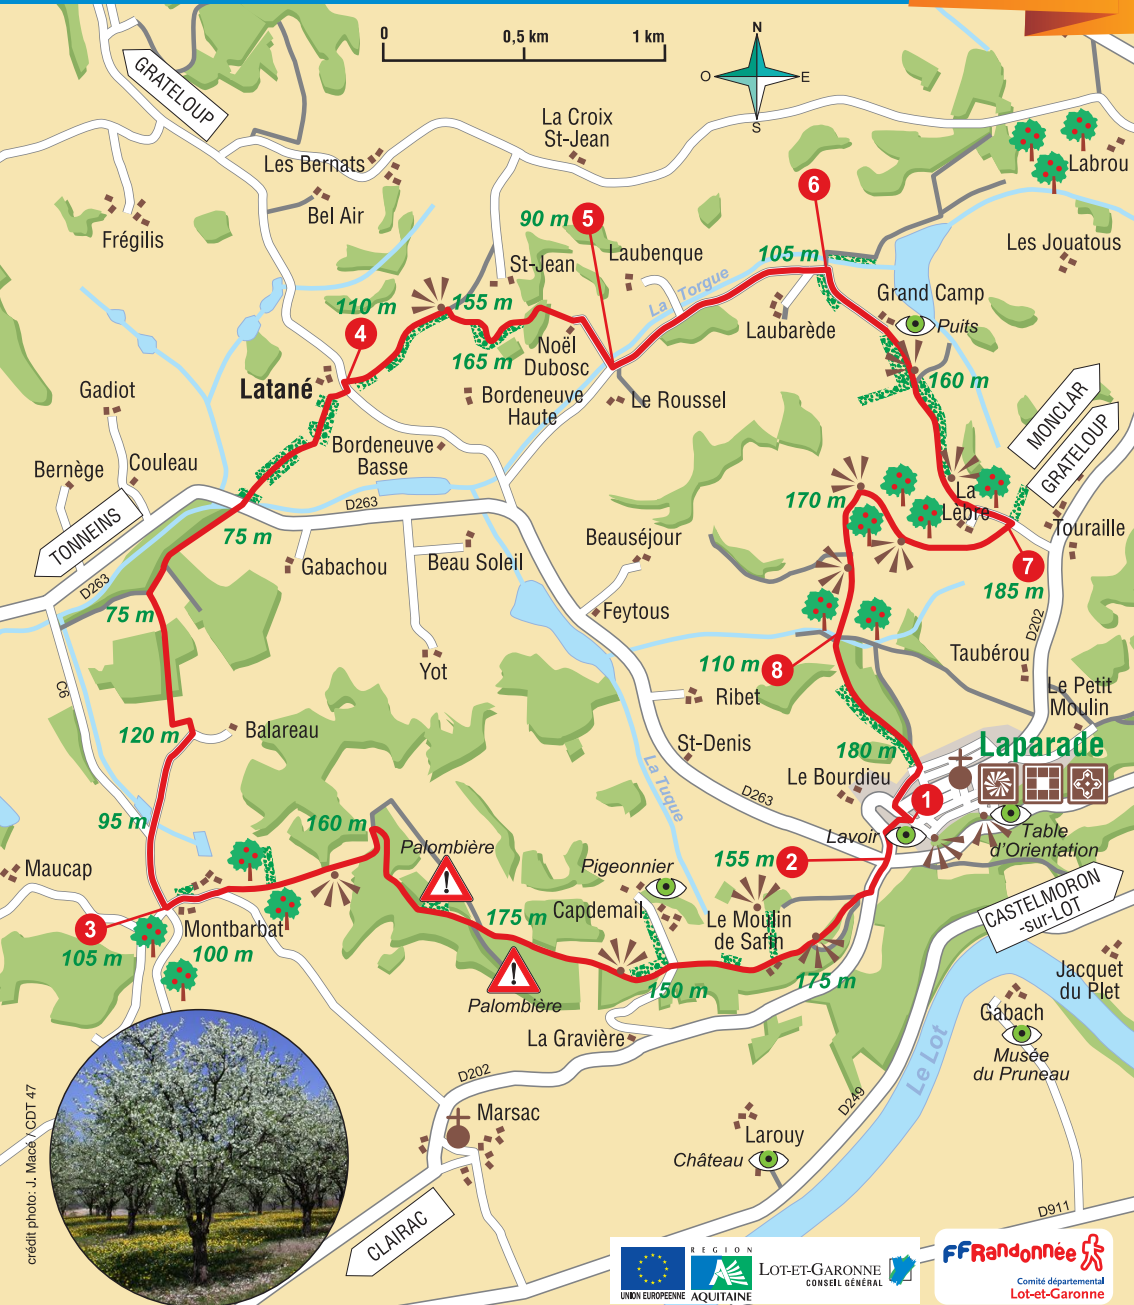 0
0,5 km
1 km
N
O
E
S
GRATELOUP
La Croix
St-Jean
Les Bernats
Labrou
Bel Air
Frégilis
6
90 m
5
Les Jouatous
105 m
Laubenque
St-Jean
La Torgue
Grand Camp
110 m
155 m
Puits
Laubarède
4
165 m
Noël
Dubosc
160 m
Latané
Gadiot
Bordeneuve
Haute
Le Roussel
MONCLAR
GRATELOUP
Bordeneuve
Basse
Bernège
Couleau
170 m
La
Lebre
TONNEINS
D263
75 m
Touraille
Beauséjour
Beau Soleil
Gabachou
7
D263
185 m
75 m
Feytous
D202
Taubérou
110 m
8
Yot
C6
Le Petit
Moulin
Ribet
120 m
Balareau
St-Denis
180 m
Laparade
La Tuque
Le Bourdieu
D263
1
95 m
160 m
Lavoir
Table
d'Orientation
Palombière
155 m
2
Maucap
Pigeonnier
CASTELMORON
-sur-LOT
3
Montbarbat
175 m
Capdemail
Le Moulin
de Safin
105 m
100 m
Jacquet
du Plet
150 m
175 m
Palombière
Gabach
La Gravière
Musée
du Pruneau
Le Lot
D202
D249
Marsac
Larouy
Château
crédit photo: J. Macé / CDT 47
D911
CLAIRAC
UNION EUROPEENNE
REGION
AQUITAINE
LOT-ET-GARONNE
CONSEIL GÉNÉRAL
FFRandonnée
Comité départemental
Lot-et-Garonne